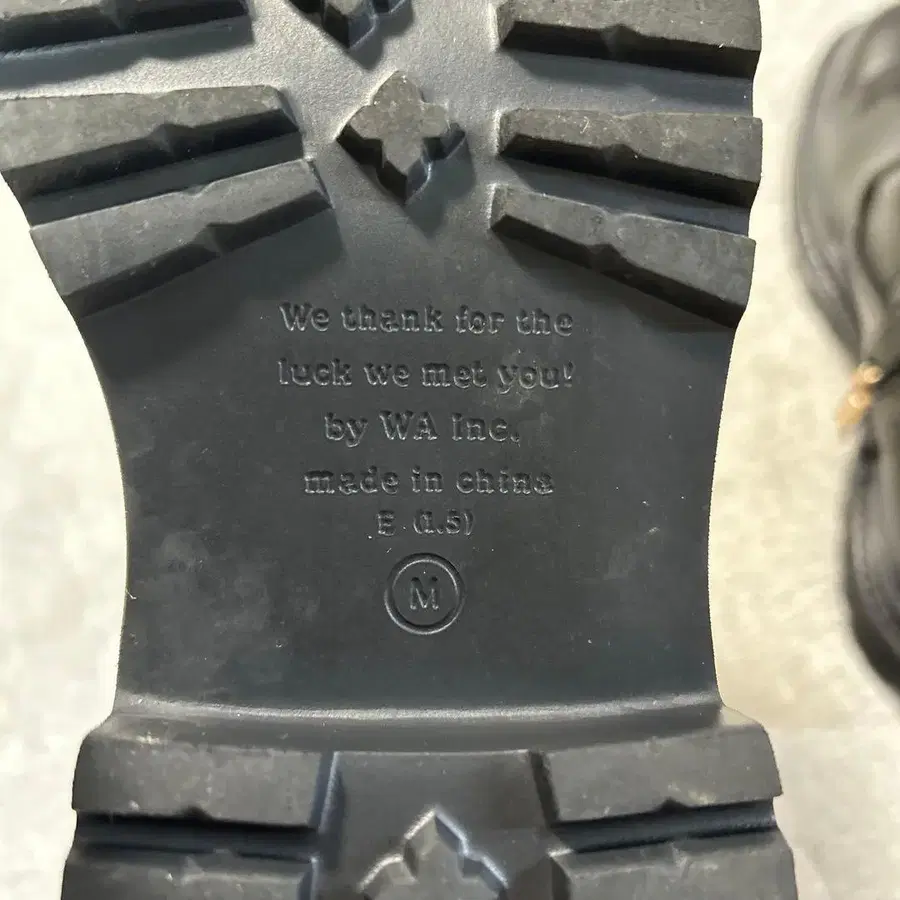 We thank for the
luck we met you!
by WA Inc.
made in china
E (1.5)
M